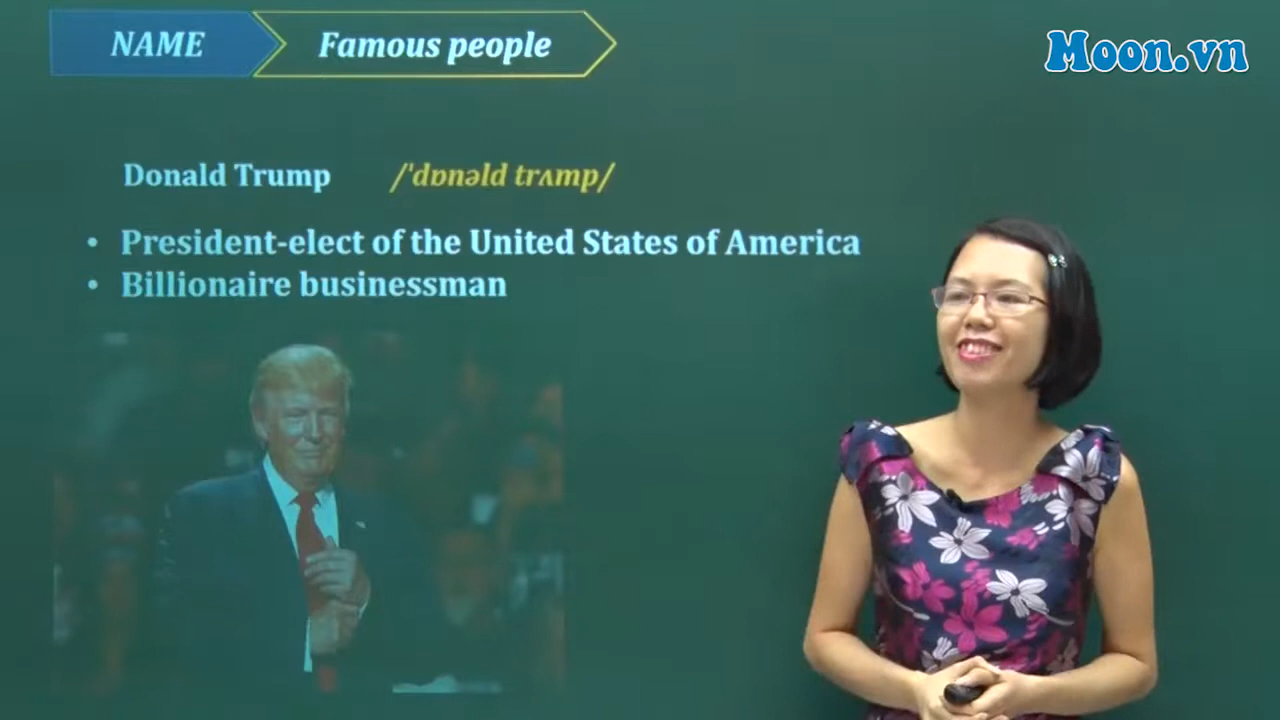 NAME
Famous people
Moon.vn
Donald Trump /ˈdɒnəld trʌmp/
• President-elect of the United States of America
• Billionaire businessman